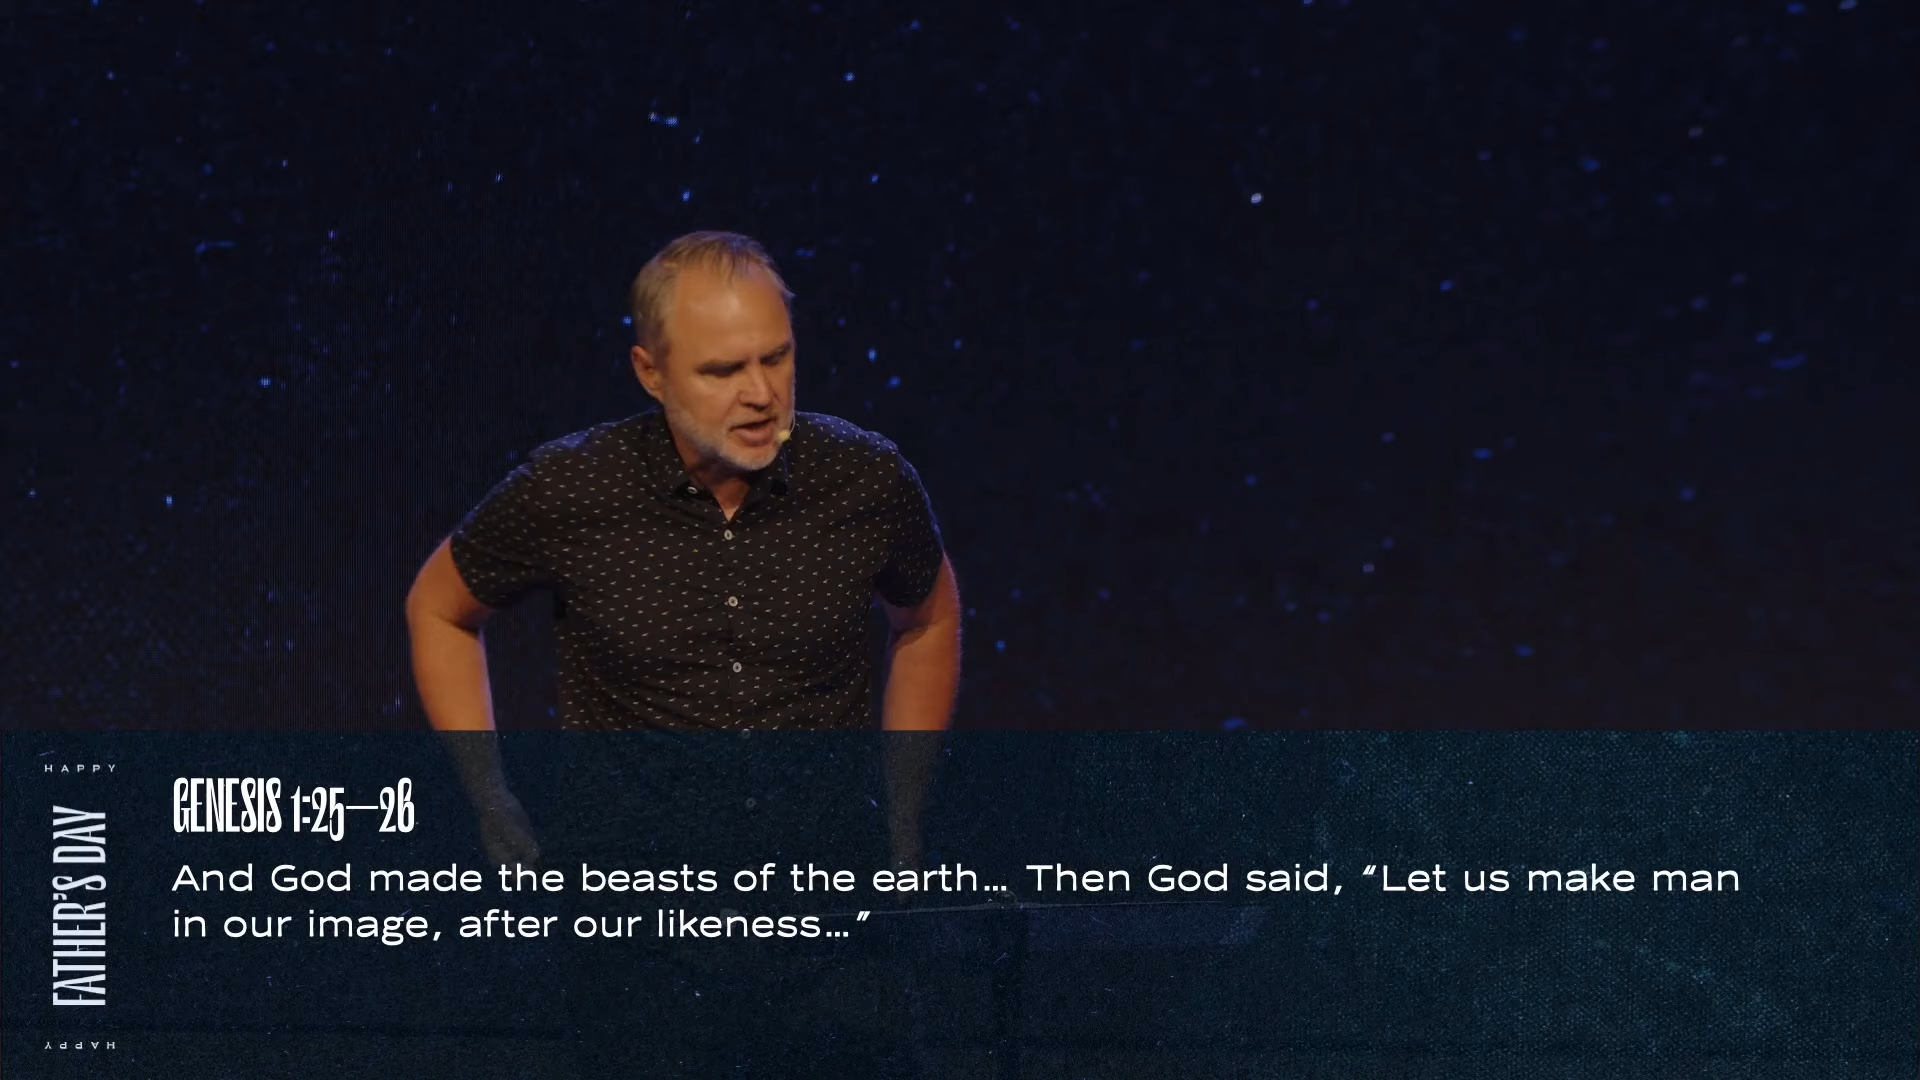 HAPPY
FATHER'S DAY
HAPPY
GENESIS 1:25—26
And God made the beasts of the earth... Then God said, “Let us make man
in our image, after our likeness...”